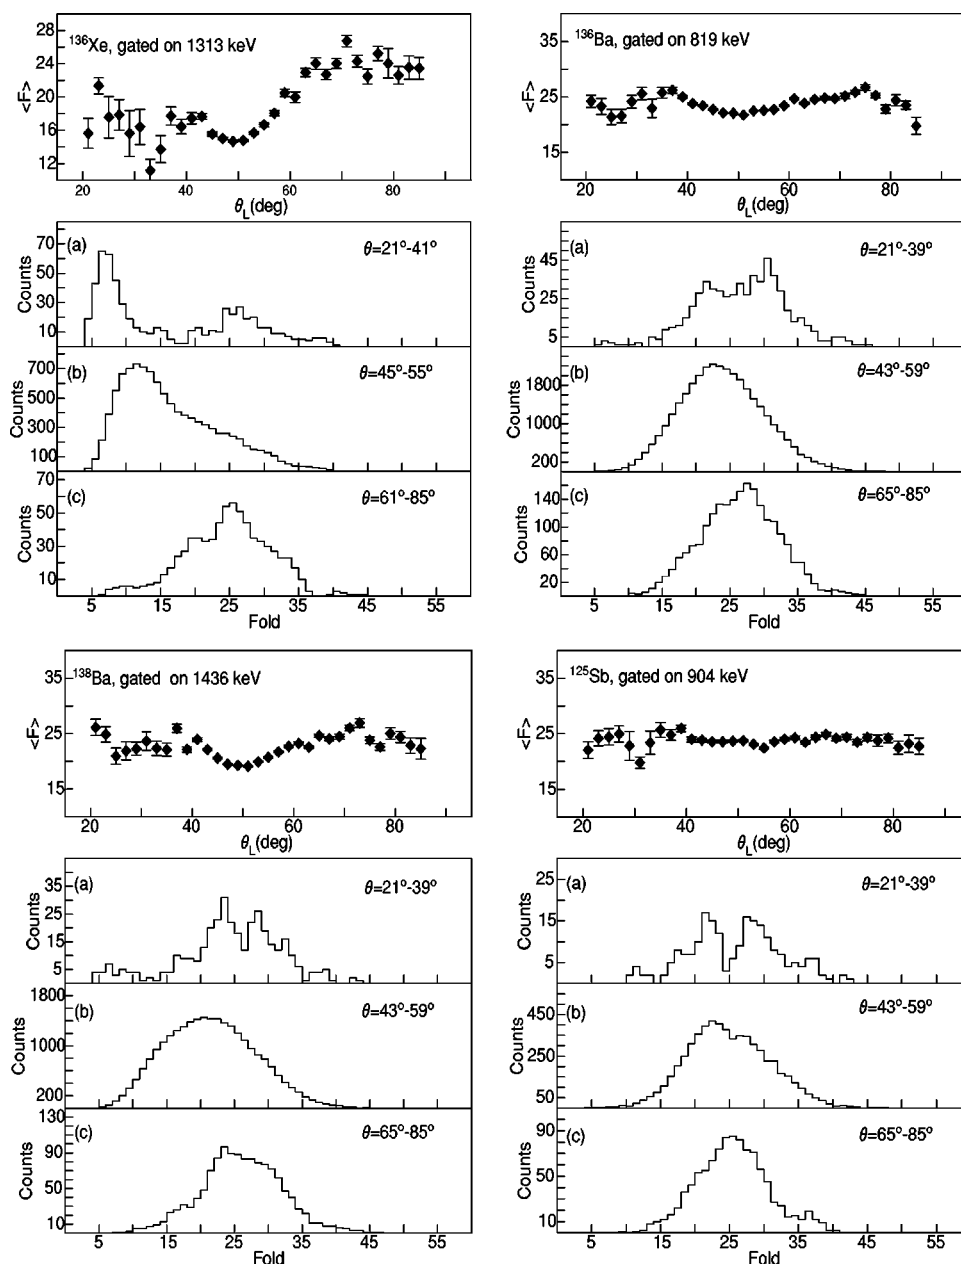 28
24
20
16
12
<F>
136Xe, gated on 1313 keV
20 40 60 80
θL(deg)
70
50
30
10
Counts
(a) θ=21°-41°
700
500
300
100
Counts
(b) θ=45°-55°
70
50
30
10
Counts
(c) θ=61°-85°
5 15 25 35 45 55
Fold
35
25
15
<F>
136Ba, gated on 819 keV
20 40 60 80
θL(deg)
45
25
5
Counts
(a) θ=21°-39°
1800
1000
200
Counts
(b) θ=43°-59°
140
100
60
20
Counts
(c) θ=65°-85°
5 15 25 35 45 55
Fold
35
25
15
<F>
138Ba, gated on 1436 keV
20 40 60 80
θL(deg)
35
25
15
5
Counts
(a) θ=21°-39°
1800
1000
200
Counts
(b) θ=43°-59°
130
90
50
10
Counts
(c) θ=65°-85°
5 15 25 35 45 55
Fold
35
25
15
<F>
125Sb, gated on 904 keV
20 40 60 80
θL(deg)
25
15
5
Counts
(a) θ=21°-39°
450
250
50
Counts
(b) θ=43°-59°
90
50
10
Counts
(c) θ=65°-85°
5 15 25 35 45 55
Fold